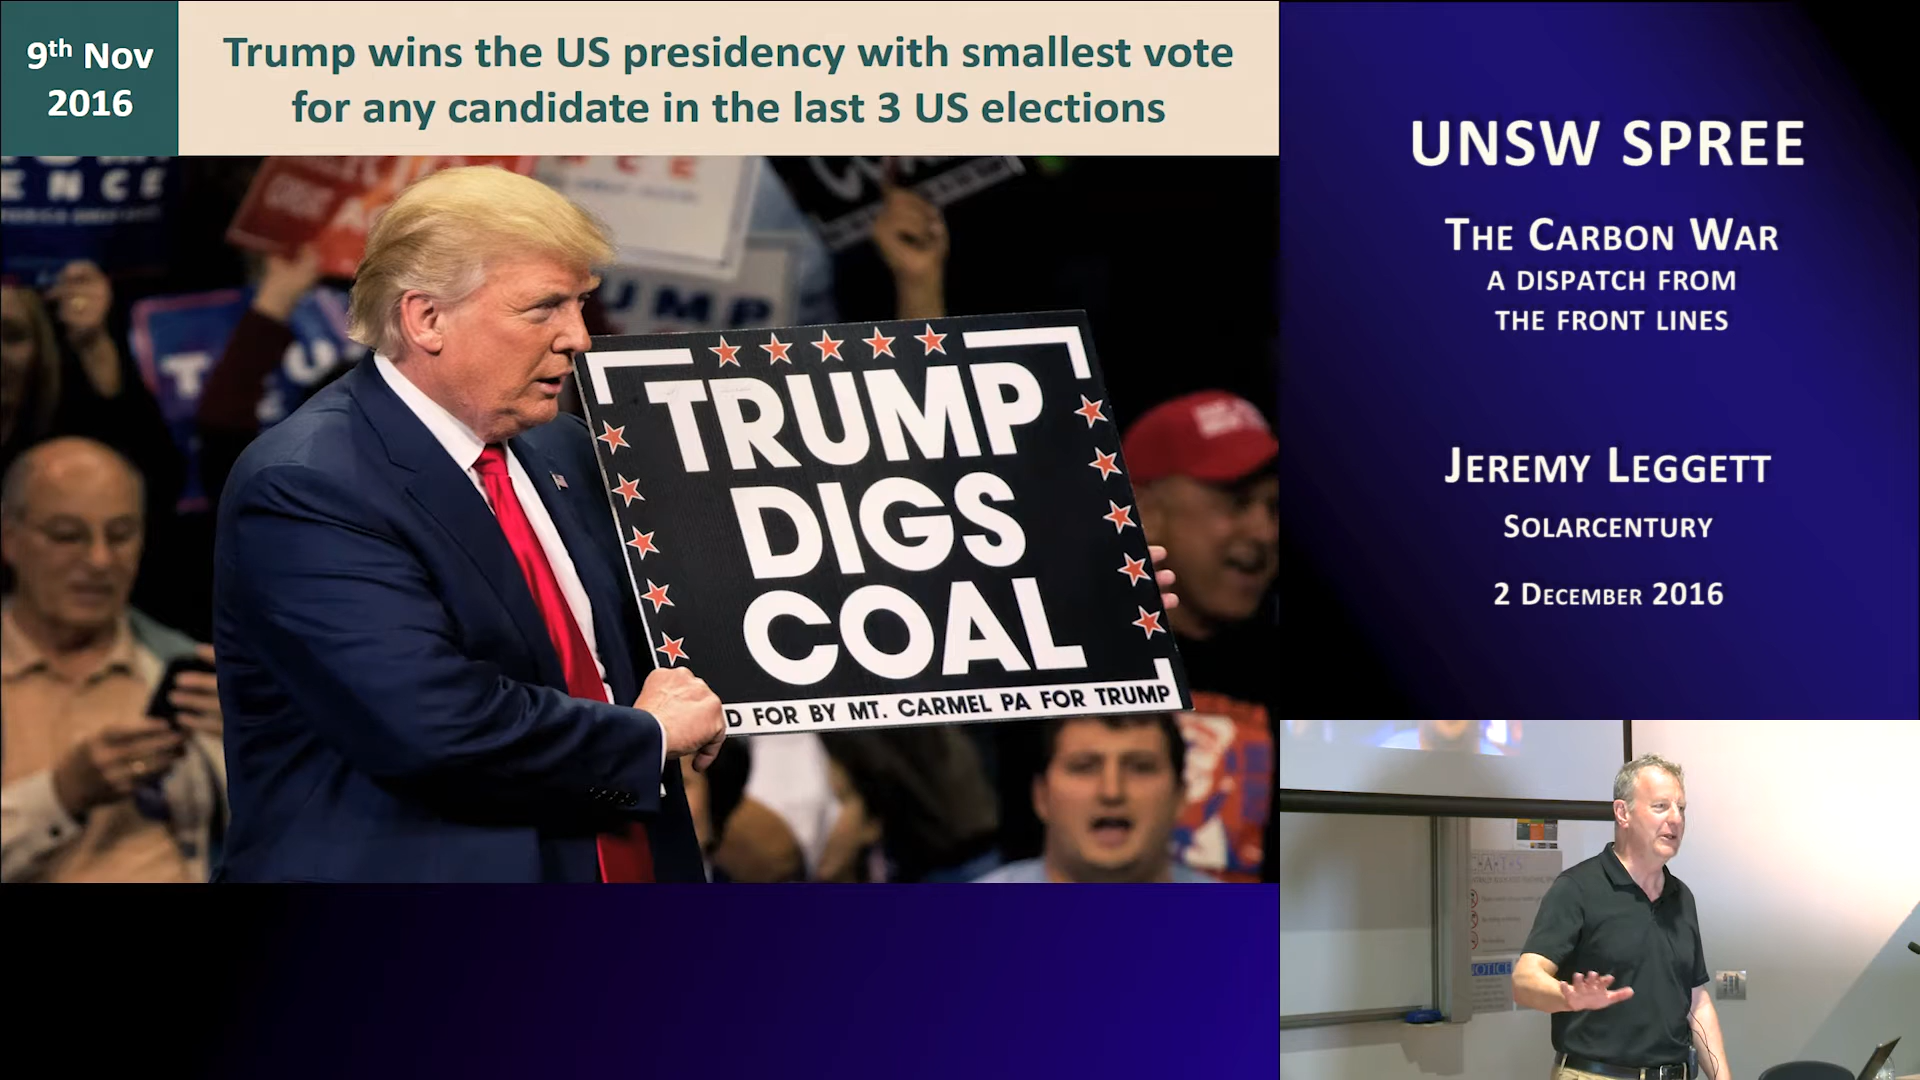 9th Nov
2016
Trump wins the US presidency with smallest vote
for any candidate in the last 3 US elections
ENCE
TRUMP
DIGS
COAL
D FOR BY MT. CARMEL PA FOR TRUMP
UNSW SPREE
THE CARBON WAR
A DISPATCH FROM
THE FRONT LINES
JEREMY LEGGETT
SOLARCENTURY
2 DECEMBER 2016